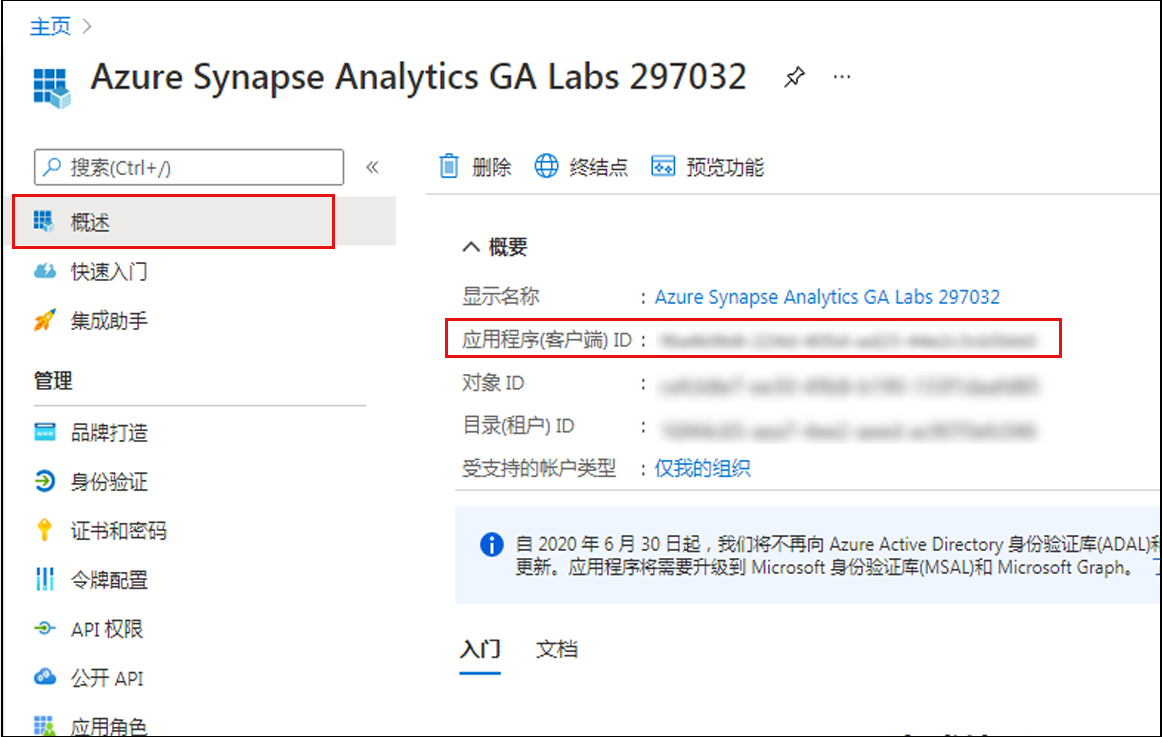 主页
Azure Synapse Analytics GA Labs 297032
搜索(Ctrl+/)
«
删除
终结点
预览功能
概述
快速入门
集成助手
管理
品牌打造
身份验证
证书和密码
令牌配置
API 权限
公开 API
应用角色
概要
显示名称 : Azure Synapse Analytics GA Labs 297032
应用程序(客户端) ID :
对象 ID :
目录(租户) ID :
受支持的帐户类型 : 仅我的组织
自 2020 年 6 月 30 日起，我们将不再向 Azure Active Directory 身份验证库(ADAL)和
更新。应用程序将需要升级到 Microsoft 身份验证库(MSAL)和 Microsoft Graph。
入门
文档